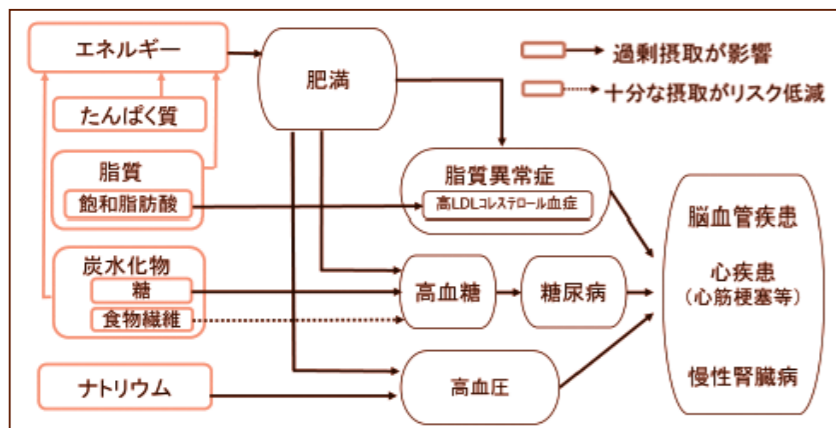 エネルギー
たんぱく質
脂質
飽和脂肪酸
炭水化物
糖
食物繊維
ナトリウム
肥満
脂質異常症
高LDLコレステロール血症
高血糖
糖尿病
高血圧
過剰摂取が影響
十分な摂取がリスク低減
脳血管疾患
心疾患
(心筋梗塞等)
慢性腎臓病